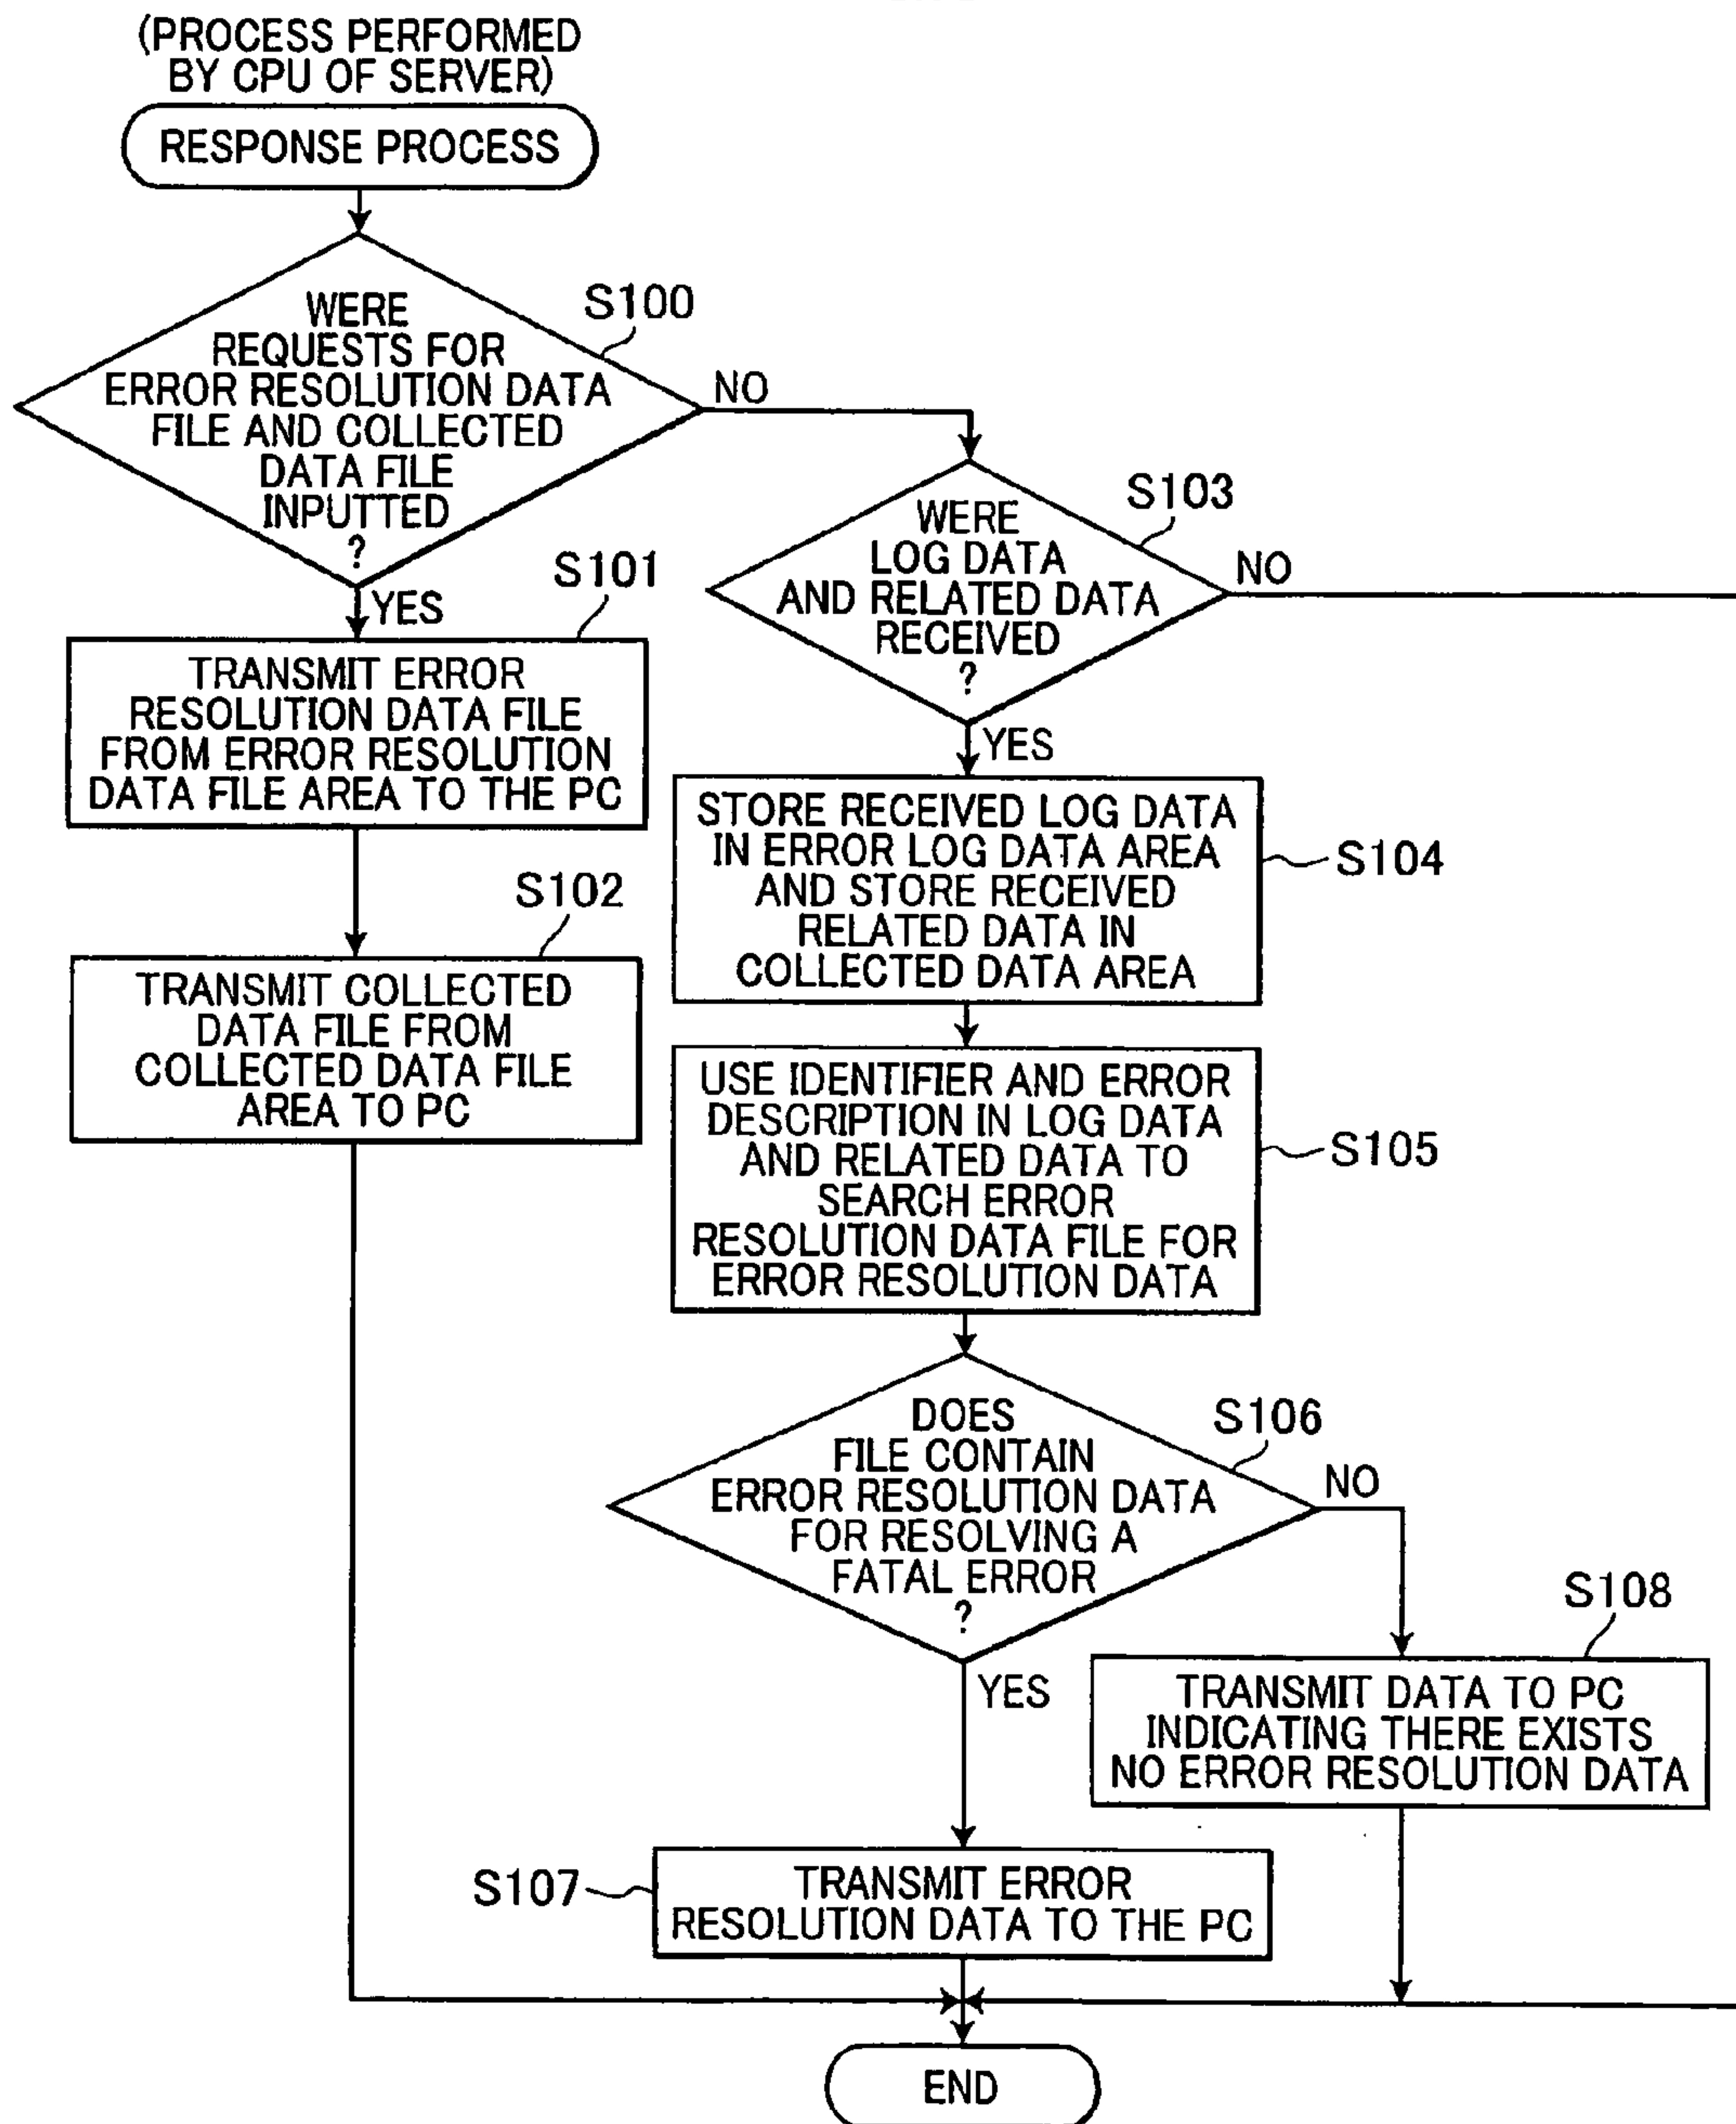 (PROCESS PERFORMED
BY CPU OF SERVER)
RESPONSE PROCESS
S100
WERE
REQUESTS FOR
ERROR RESOLUTION DATA
FILE AND COLLECTED
DATA FILE
INPUTTED
?
NO
YES
S101
TRANSMIT ERROR
RESOLUTION DATA FILE
FROM ERROR RESOLUTION
DATA FILE AREA TO THE PC
S102
TRANSMIT COLLECTED
DATA FILE FROM
COLLECTED DATA FILE
AREA TO PC
S103
WERE
LOG DATA
AND RELATED DATA
RECEIVED
?
NO
YES
STORE RECEIVED LOG DATA
IN ERROR LOG DATA AREA
AND STORE RECEIVED
RELATED DATA IN
COLLECTED DATA AREA
S104
USE IDENTIFIER AND ERROR
DESCRIPTION IN LOG DATA
AND RELATED DATA TO
SEARCH ERROR
RESOLUTION DATA FILE FOR
ERROR RESOLUTION DATA
S105
DOES
FILE CONTAIN
ERROR RESOLUTION DATA
FOR RESOLVING A
FATAL ERROR
?
S106
NO
YES
S108
TRANSMIT DATA TO PC
INDICATING THERE EXISTS
NO ERROR RESOLUTION DATA
S107
TRANSMIT ERROR
RESOLUTION DATA TO THE PC
END